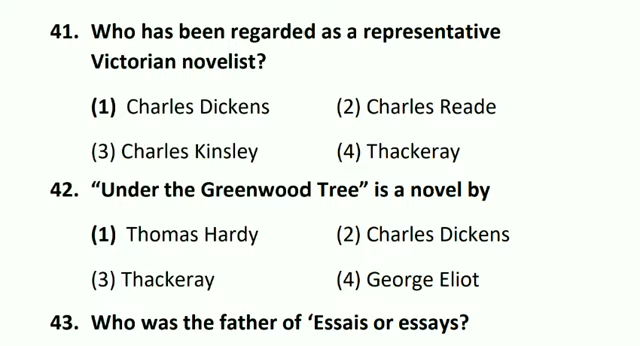 41. Who has been regarded as a representative
Victorian novelist?
(1) Charles Dickens (2) Charles Reade
(3) Charles Kinsley (4) Thackeray
42. “Under the Greenwood Tree” is a novel by
(1) Thomas Hardy (2) Charles Dickens
(3) Thackeray (4) George Eliot
43. Who was the father of ‘Essais or essays?